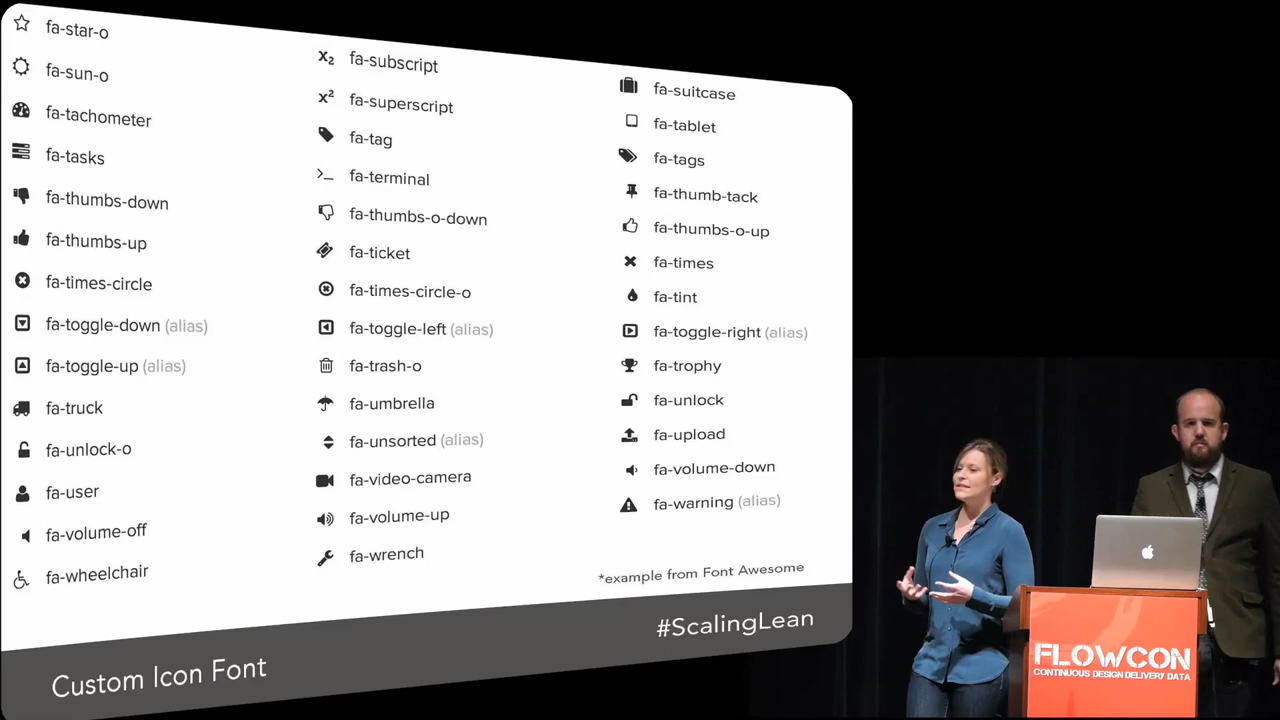 fa-star-o
fa-sun-o
fa-tachometer
fa-tasks
fa-thumbs-down
fa-thumbs-up
fa-times-circle
fa-toggle-down (alias)
fa-toggle-up (alias)
fa-truck
fa-unlock-o
fa-user
fa-volume-off
fa-wheelchair
x₂ fa-subscript
x² fa-superscript
fa-tag
fa-terminal
fa-thumbs-o-down
fa-ticket
fa-times-circle-o
fa-toggle-left (alias)
fa-trash-o
fa-umbrella
fa-unsorted (alias)
fa-video-camera
fa-volume-up
fa-wrench
fa-suitcase
fa-tablet
fa-tags
fa-thumb-tack
fa-thumbs-o-up
fa-times
fa-tint
fa-toggle-right (alias)
fa-trophy
fa-unlock
fa-upload
fa-volume-down
fa-warning (alias)
*example from Font Awesome
#ScalingLean
Custom Icon Font
FLOWCON
CONTINUOUS DESIGN DELIVERY DATA